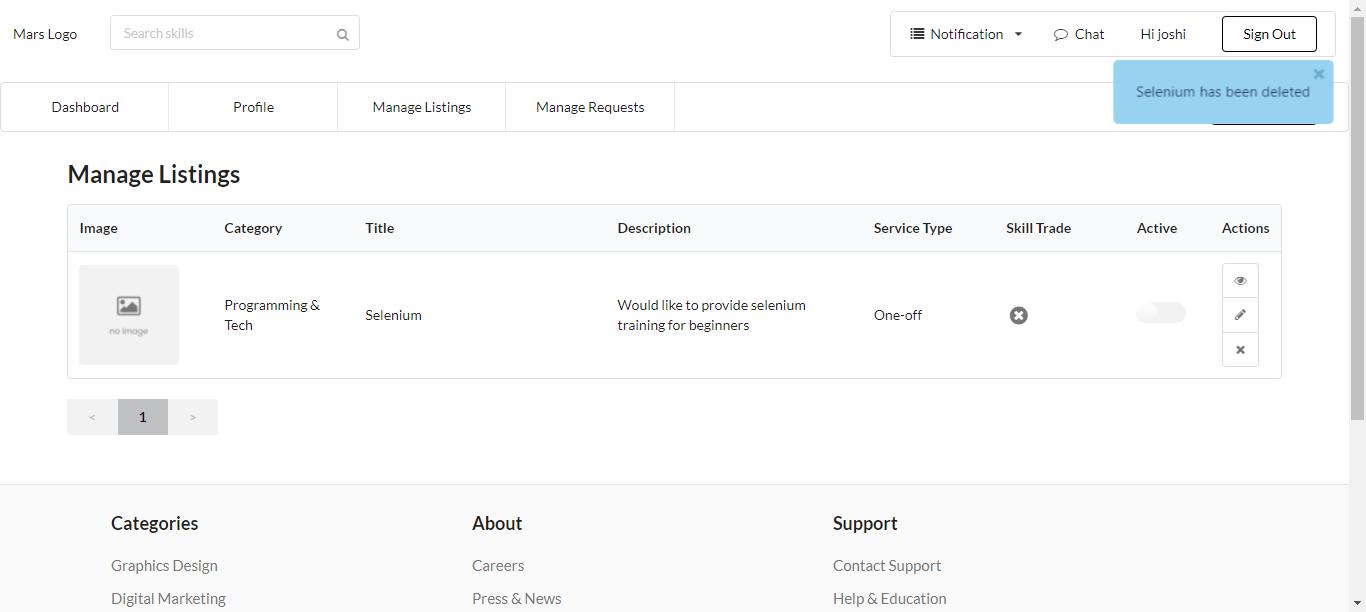 Mars Logo
Search skills
Notification
Chat
Hi joshi
Sign Out
Selenium has been deleted
Dashboard
Profile
Manage Listings
Manage Requests
Manage Listings
Image
Category
Title
Description
Service Type
Skill Trade
Active
Actions
no image
Programming &
Tech
Selenium
Would like to provide selenium
training for beginners
One-off
<
1
>
Categories
About
Support
Graphics Design
Careers
Contact Support
Digital Marketing
Press & News
Help & Education